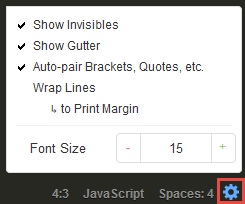 Show Invisibles
Show Gutter
Auto-pair Brackets, Quotes, etc.
Wrap Lines
↳ to Print Margin
Font Size - 15 +
4:3 JavaScript Spaces: 4